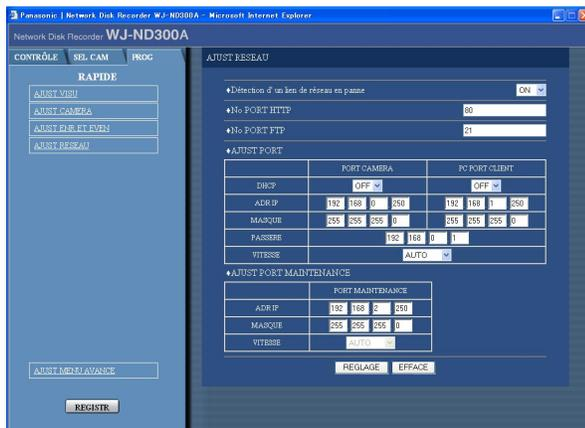 Panasonic | Network Disk Recorder WJ-ND300A - Microsoft Internet Explorer
Network Disk Recorder WJ-ND300A
CONTRÔLE SEL CAM PROG
RAPIDE
AJUST VISU
AJUST CAMERA
AJUST ENR ET EVEN
AJUST RESEAU
AJUST MENU AVANCE
REGISTR
AJUST RESEAU
♦Détection d'un lien de réseau en panne ON
♦No PORT HTTP 80
♦No PORT FTP 21
♦AJUST PORT
PORT CAMERA PC PORT CLIENT
DHCP OFF OFF
ADR IP 192 168 0 250 192 168 1 250
MASQUE 255 255 255 0 255 255 255 0
PASSERE 192 168 0 1
VITESSE AUTO
♦AJUST PORT MAINTENANCE
PORT MAINTENANCE
ADR IP 192 168 2 250
MASQUE 255 255 255 0
VITESSE AUTO
REGLAGE EFFACE